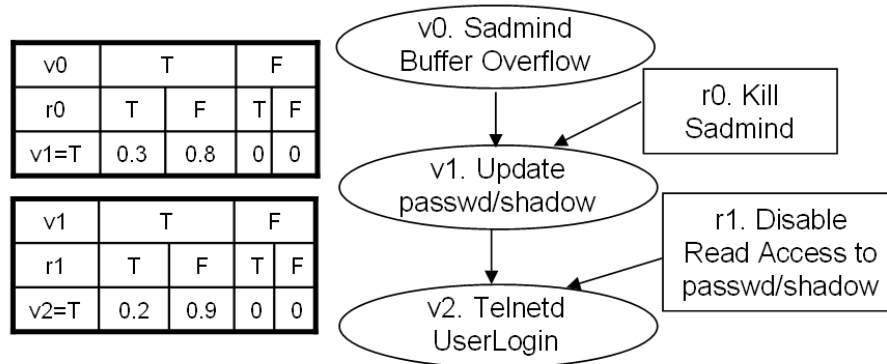 v0 T F
r0 T F T F
v1=T 0.3 0.8 0 0
v1 T F
r1 T F T F
v2=T 0.2 0.9 0 0
v0. Sadmind
Buffer Overflow
r0. Kill
Sadmind
v1. Update
passwd/shadow
r1. Disable
Read Access to
passwd/shadow
v2. Telnetd
UserLogin